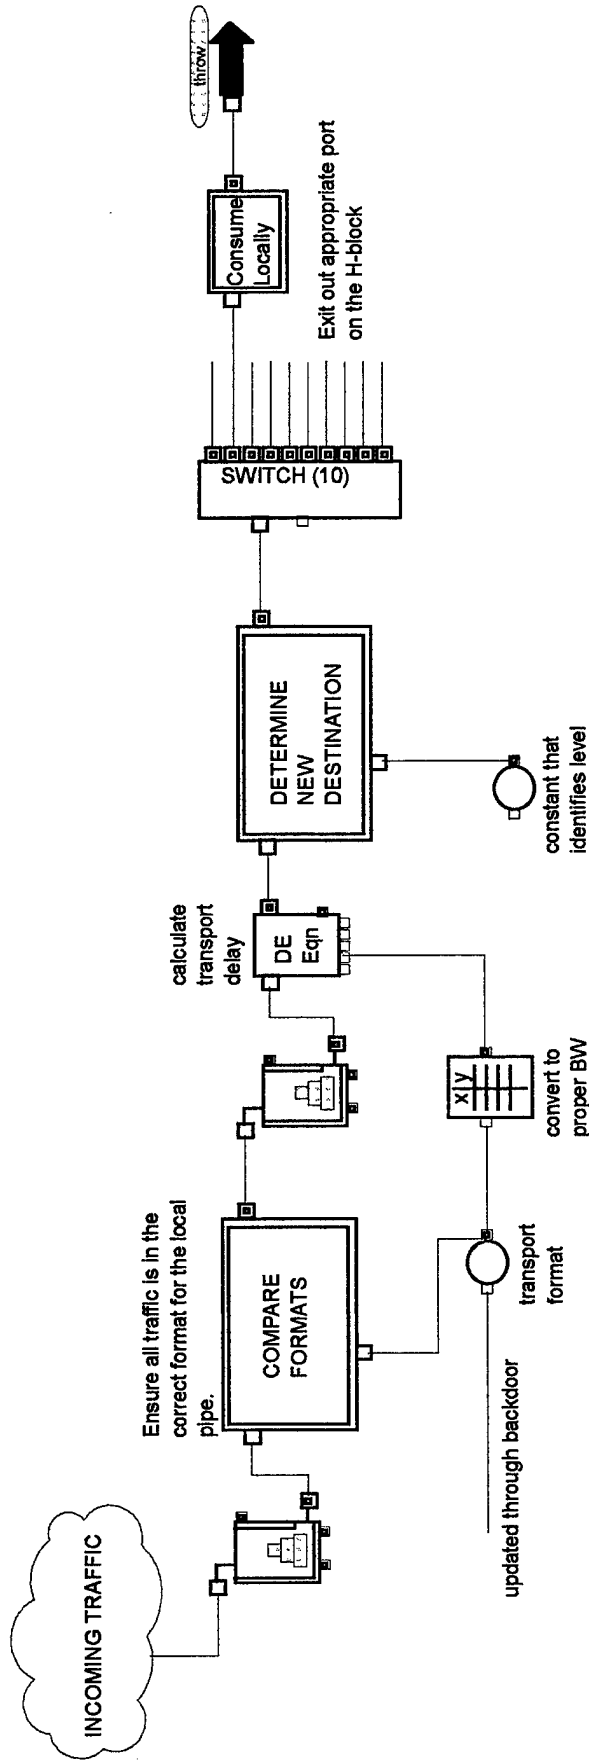 INCOMING TRAFFIC
Ensure all traffic is in the
correct format for the local
pipe.
COMPARE
FORMATS
updated through backdoor
transport
format
convert to
proper BW
x y
calculate
transport
delay
DE
Eqn
DETERMINE
NEW
DESTINATION
constant that
identifies level
SWITCH (10)
Exit out appropriate port
on the H-block
Consume
Locally
throw